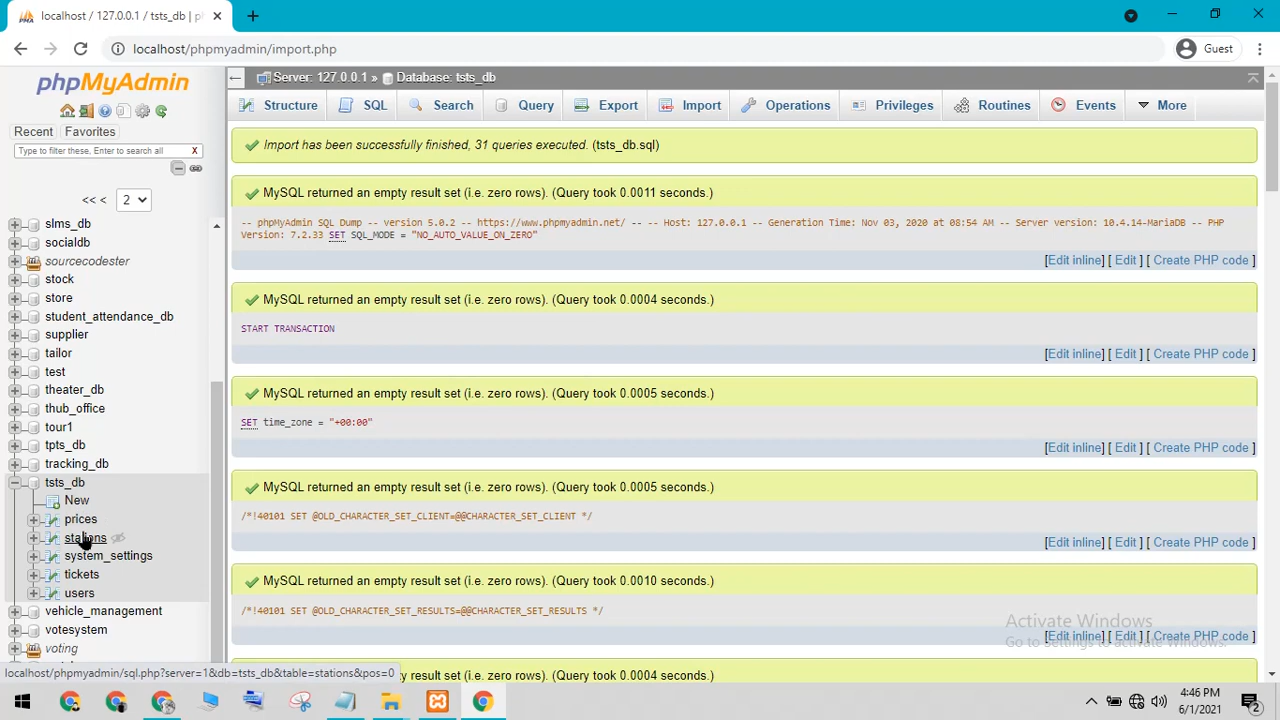 localhost / 127.0.0.1 / tsts_db | p
localhost/phpmyadmin/import.php
Guest
phpMyAdmin
Recent
Favorites
Type to filter these, Enter to search all
X
<< <
2
slms_db
socialdb
sourcecodester
stock
store
student_attendance_db
supplier
tailor
test
theater_db
thub_office
tour1
tpts_db
tracking_db
tsts_db
New
prices
stations
system_settings
tickets
users
vehicle_management
votesystem
voting
localhost/phpmyadmin/sql.php?server=1&db=tsts_db&table=stations&pos=0
Server: 127.0.0.1 » Database: tsts_db
Structure
SQL
Search
Query
Export
Import
Operations
Privileges
Routines
Events
More
Import has been successfully finished, 31 queries executed. (tsts_db.sql)
MySQL returned an empty result set (i.e. zero rows). (Query took 0.0011 seconds.)
-- phpMyAdmin SQL Dump -- version 5.0.2 -- https://www.phpmyadmin.net/ -- -- Host: 127.0.0.1 -- Generation Time: Nov 03, 2020 at 08:54 AM -- Server version: 10.4.14-MariaDB -- PHP
Version: 7.2.33 SET SQL_MODE = "NO_AUTO_VALUE_ON_ZERO"
[Edit inline] [ Edit ] [ Create PHP code ]
MySQL returned an empty result set (i.e. zero rows). (Query took 0.0004 seconds.)
START TRANSACTION
[Edit inline] [ Edit ] [ Create PHP code ]
MySQL returned an empty result set (i.e. zero rows). (Query took 0.0005 seconds.)
SET time_zone = "+00:00"
[Edit inline] [ Edit ] [ Create PHP code ]
MySQL returned an empty result set (i.e. zero rows). (Query took 0.0005 seconds.)
/*!40101 SET @OLD_CHARACTER_SET_CLIENT=@@CHARACTER_SET_CLIENT */
[Edit inline] [ Edit ] [ Create PHP code ]
MySQL returned an empty result set (i.e. zero rows). (Query took 0.0010 seconds.)
/*!40101 SET @OLD_CHARACTER_SET_RESULTS=@@CHARACTER_SET_RESULTS */
[Edit inline] [ Edit ] [ Create PHP code ]
MySQL returned an empty result set (i.e. zero rows). (Query took 0.0004 seconds.)
Activate Windows
Go to Settings to activate Windows.
4:46 PM
6/1/2021
2